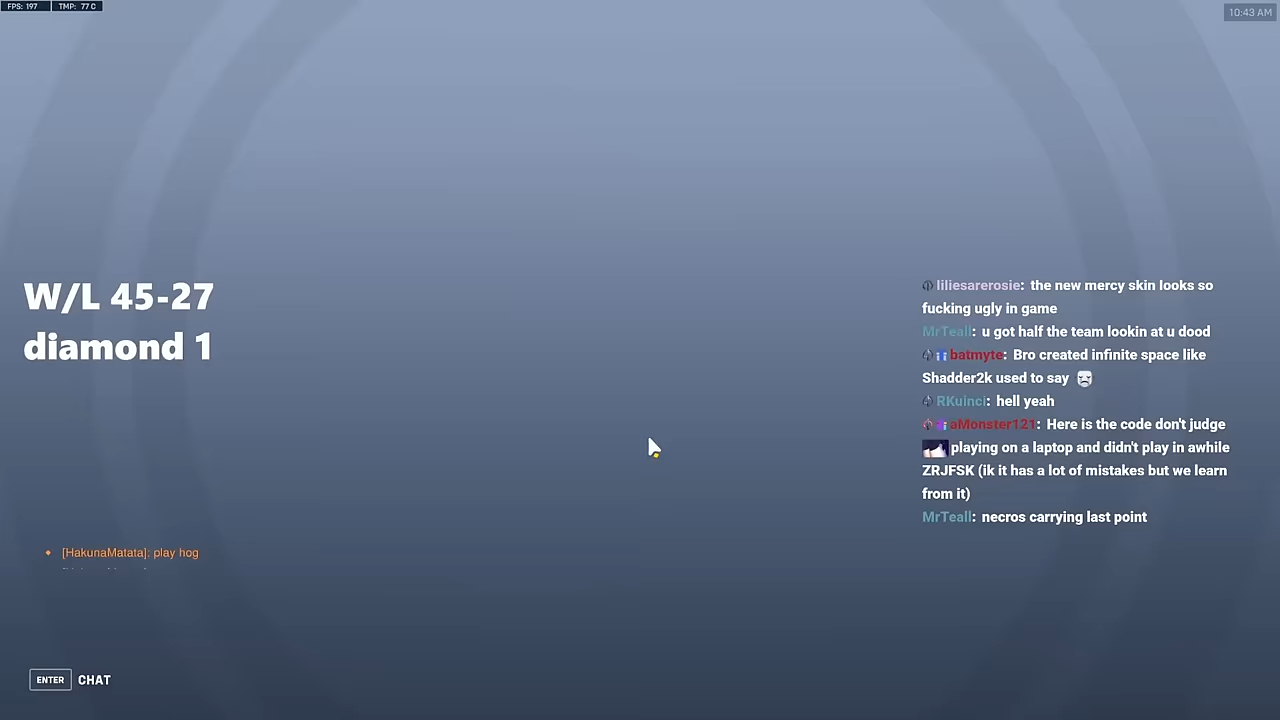 FPS: 197 TMP: 77 C
10:43 AM
W/L 45-27
diamond 1
liliesarerosie: the new mercy skin looks so
fucking ugly in game
MrTeall: u got half the team lookin at u dood
batmyte: Bro created infinite space like
Shadder2k used to say
RKuinci: hell yeah
aMonster121: Here is the code don't judge
playing on a laptop and didn't play in awhile
ZRJFSK (ik it has a lot of mistakes but we learn
from it)
MrTeall: necros carrying last point
[HakunaMatata]: play hog
ENTER CHAT